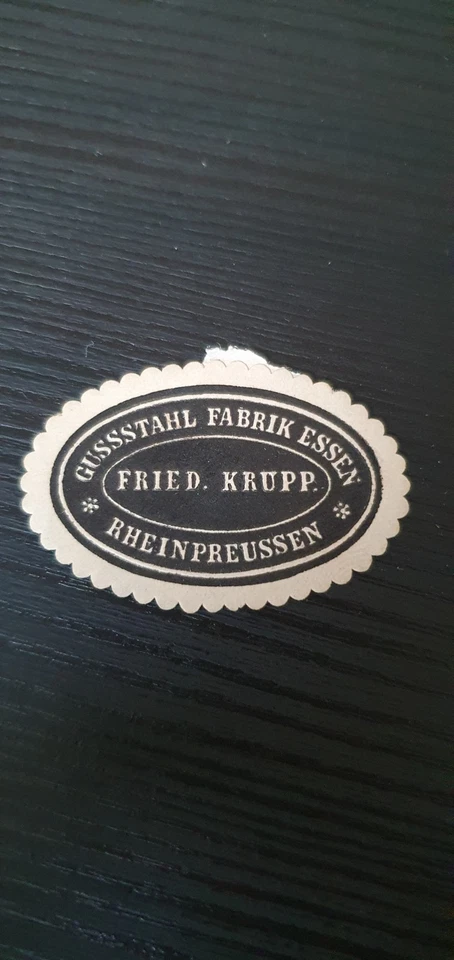 GUSSSTAHL FABRIK ESSEN
FRIED. KRUPP.
RHEINPREUSSEN